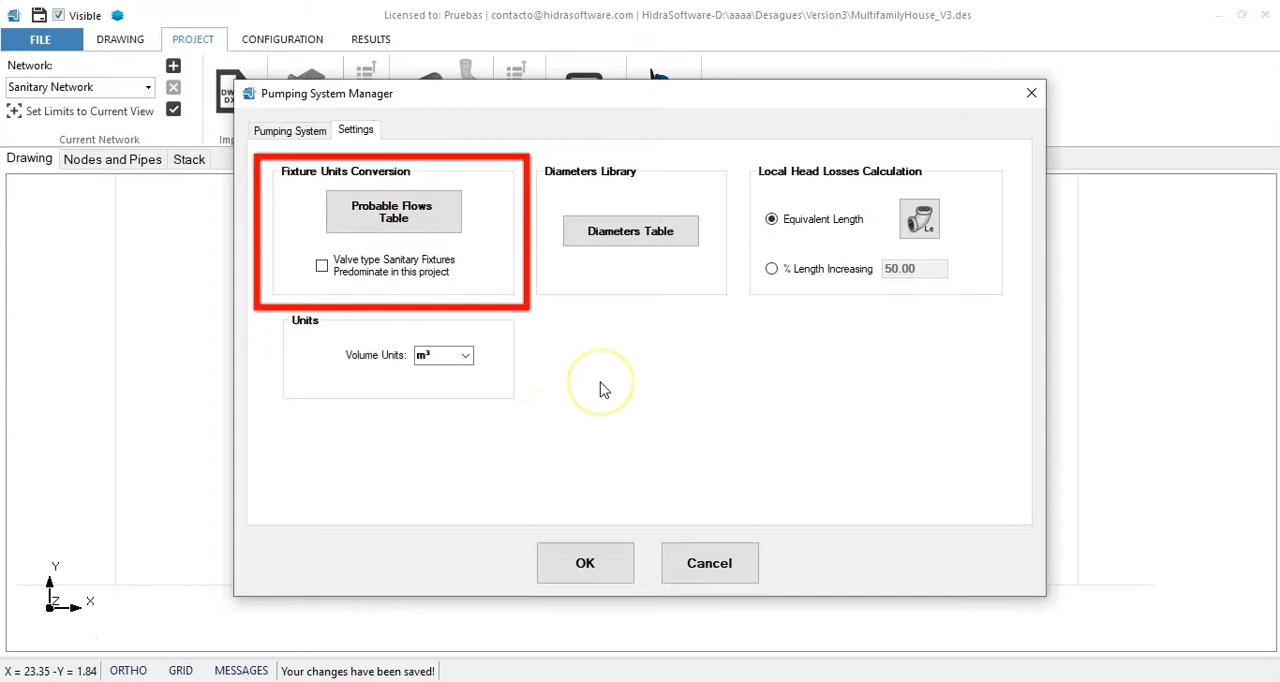 Visible
Licensed to: Pruebas | contacto@hidrasoftware.com | HidraSoftware-D:\aaaa\Desagues\Version3\MultifamilyHouse_V3.des
FILE
DRAWING
PROJECT
CONFIGURATION
RESULTS
Network:
Sanitary Network
Set Limits to Current View
Current Network
Drawing
Nodes and Pipes
Stack
Pumping System Manager
Pumping System
Settings
Fixture Units Conversion
Probable Flows
Table
Valve type Sanitary Fixtures
Predominate in this project
Diameters Library
Diameters Table
Local Head Losses Calculation
Equivalent Length
Le
% Length Increasing
50.00
Units
Volume Units:
m³
OK
Cancel
Y
Z
X
X = 23.35 -Y = 1.84
ORTHO
GRID
MESSAGES
Your changes have been saved!